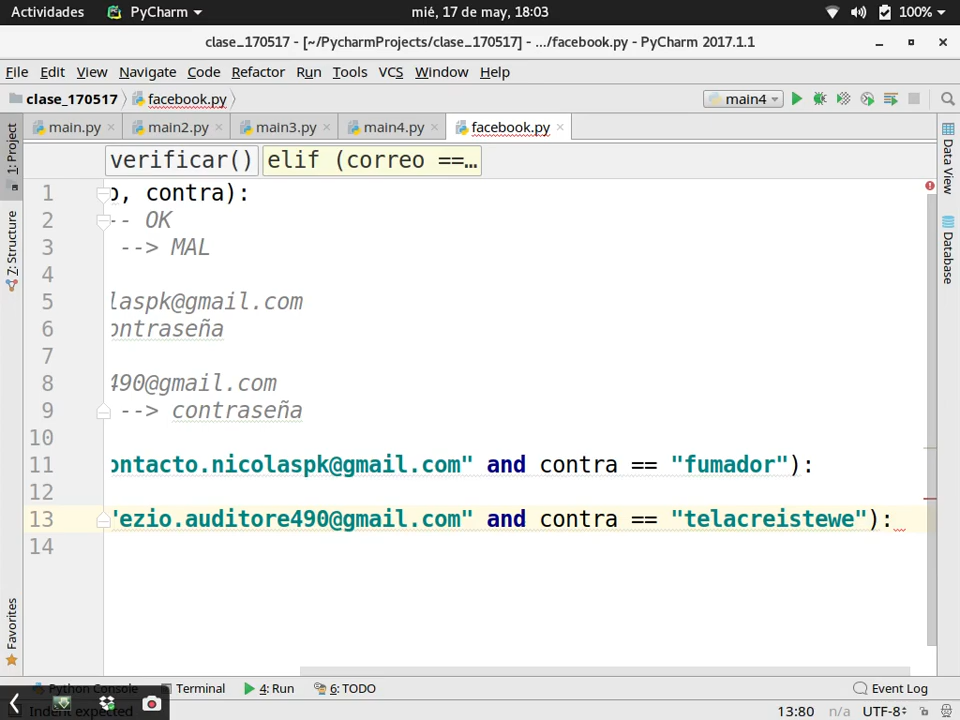 Actividades PyCharm mié, 17 de may, 18:03 100%
clase_170517 - [~/PycharmProjects/clase_170517] - .../facebook.py - PyCharm 2017.1.1
File Edit View Navigate Code Refactor Run Tools VCS Window Help
clase_170517 facebook.py main4
main.py main2.py main3.py main4.py facebook.py
1: Project
7: Structure
Favorites
Data View
Database
verificar() elif (correo ==…
1 o, contra):
2 -- OK
3 --> MAL
4
5 laspk@gmail.com
6 ontraseña
7
8 490@gmail.com
9 --> contraseña
10
11 ontacto.nicolaspk@gmail.com" and contra == "fumador"):
12
13 "ezio.auditore490@gmail.com" and contra == "telacreistewe"):
14
Python Console Terminal 4: Run 6: TODO Event Log
Indent expected 13:80 n/a UTF-8